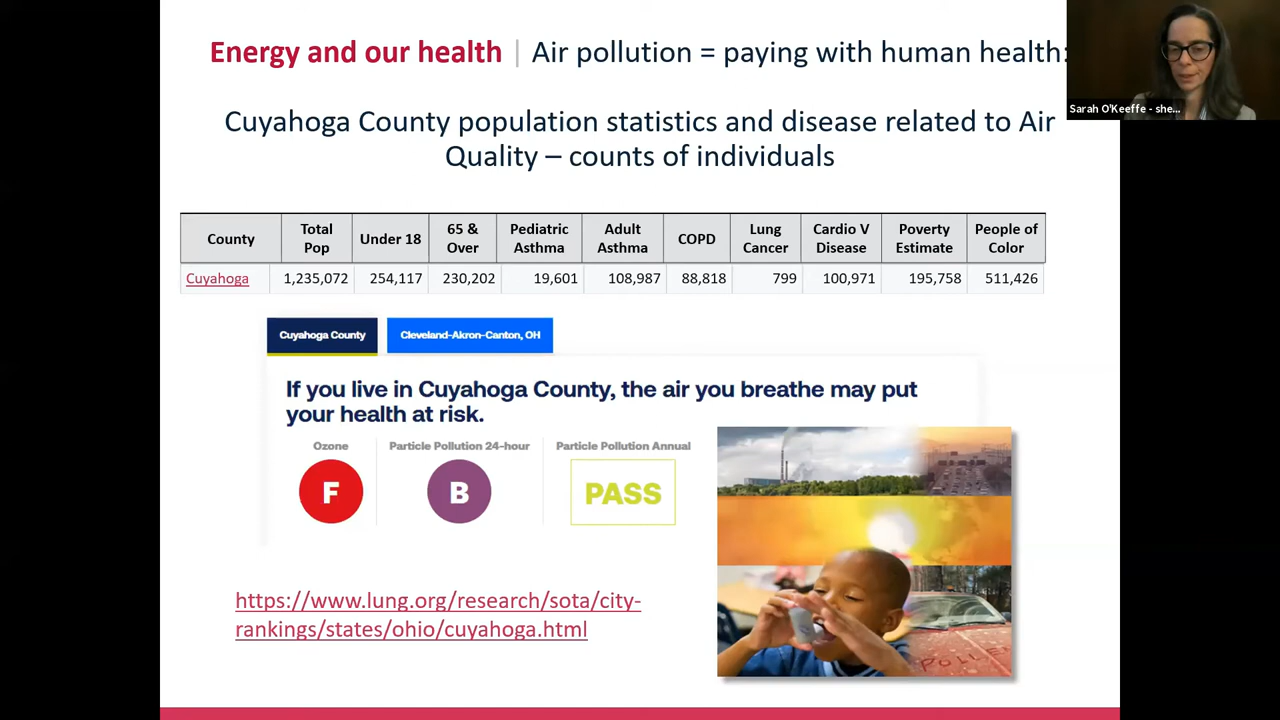 Energy and our health | Air pollution = paying with human health:
Cuyahoga County population statistics and disease related to Air
Quality – counts of individuals
County Total Pop Under 18 65 & Over Pediatric Asthma Adult Asthma COPD Lung Cancer Cardio V Disease Poverty Estimate People of Color
Cuyahoga 1,235,072 254,117 230,202 19,601 108,987 88,818 799 100,971 195,758 511,426
Cuyahoga County Cleveland-Akron-Canton, OH
If you live in Cuyahoga County, the air you breathe may put
your health at risk.
Ozone Particle Pollution 24-hour Particle Pollution Annual
F B PASS
https://www.lung.org/research/sota/city-
rankings/states/ohio/cuyahoga.html
POLLE
Sarah O'Keeffe - she...